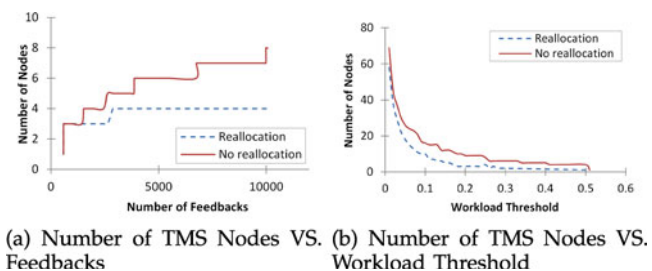 8
6
4
2
0
Number of Nodes
Reallocation
No reallocation
5000
10000
Number of Feedbacks
80
60
40
20
0
Number of Nodes
Reallocation
No reallocation
0
0.1
0.2
0.3
0.4
0.5
0.6
Workload Threshold
(a) Number of TMS Nodes VS.
Feedbacks
(b) Number of TMS Nodes VS.
Workload Threshold